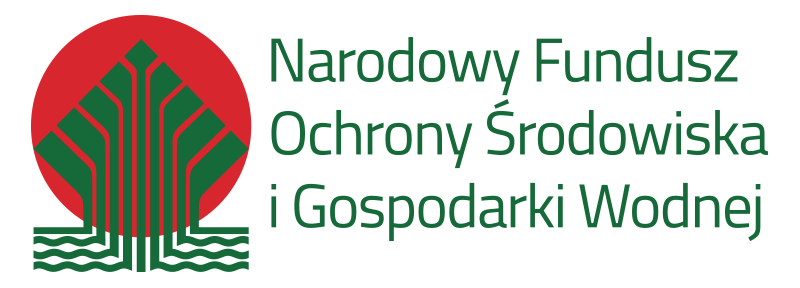 Narodowy Fundusz
Ochrony Środowiska
i Gospodarki Wodnej